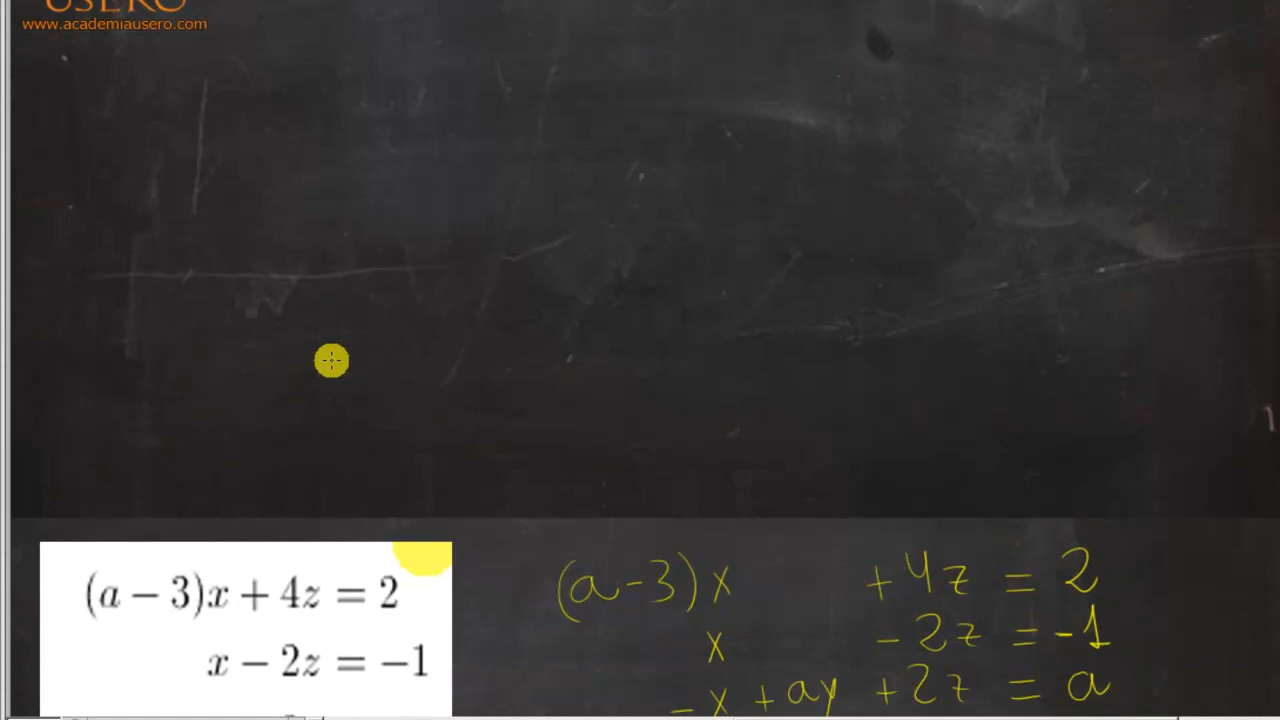 USERO
www.academiausero.com
(a − 3)x + 4z = 2
x − 2z = −1
(a-3)x +4z = 2
x -2z = -1
-x + ay +2z = a